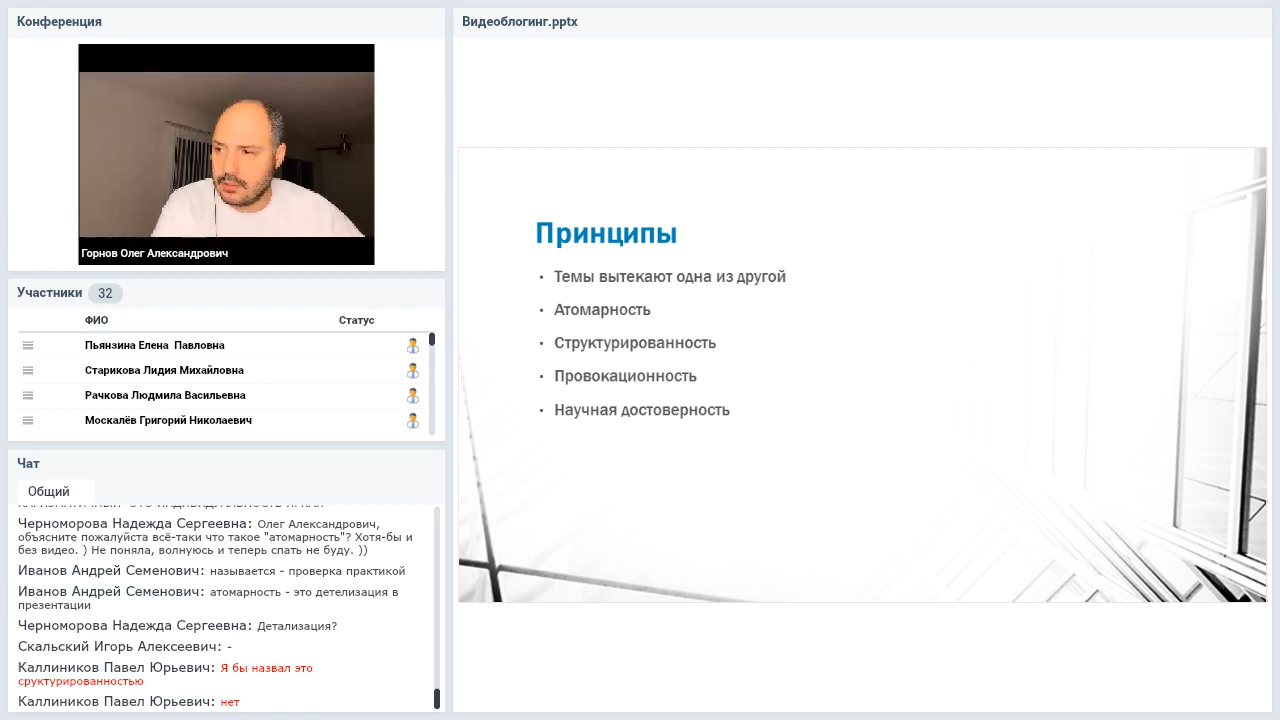 Конференция
Горнов Олег Александрович
Участники 32
ФИО Статус
Пьянзина Елена Павловна
Старикова Лидия Михайловна
Рачкова Людмила Васильевна
Москалёв Григорий Николаевич
Чат
Общий
Черноморова Надежда Сергеевна: Олег Александрович,
объясните пожалуйста всё-таки что такое "атомарность"? Хотя-бы и
без видео. ) Не поняла, волнуюсь и теперь спать не буду. ))
Иванов Андрей Семенович: называется - проверка практикой
Иванов Андрей Семенович: атомарность - это детелизация в
презентации
Черноморова Надежда Сергеевна: Детализация?
Скальский Игорь Алексеевич: -
Каллиников Павел Юрьевич: Я бы назвал это
сруктурированностью
Каллиников Павел Юрьевич: нет
Видеоблогинг.pptx
Принципы
• Темы вытекают одна из другой
• Атомарность
• Структурированность
• Провокационность
• Научная достоверность